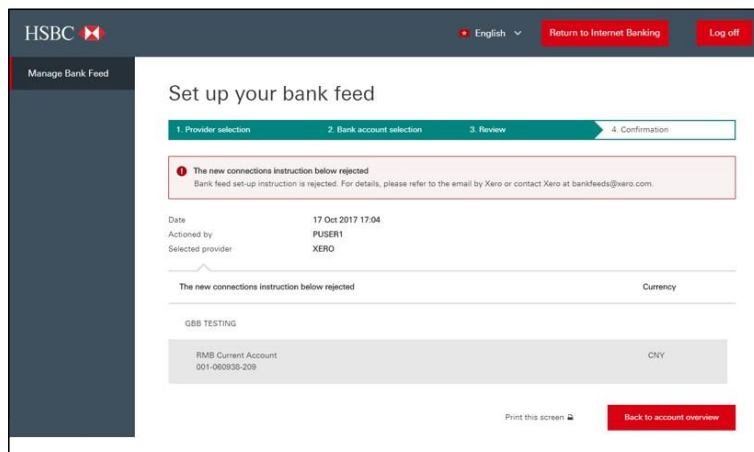 HSBC
English
Return to Internet Banking
Log off
Manage Bank Feed
Set up your bank feed
1. Provider selection
2. Bank account selection
3. Review
4. Confirmation
The new connections instruction below rejected
Bank feed set-up instruction is rejected. For details, please refer to the email by Xero or contact Xero at bankfeeds@xero.com.
Date 17 Oct 2017 17:04
Actioned by PUSER1
Selected provider XERO
The new connections instruction below rejected Currency
GBB TESTING
RMB Current Account CNY
001-060938-209
Print this screen
Back to account overview